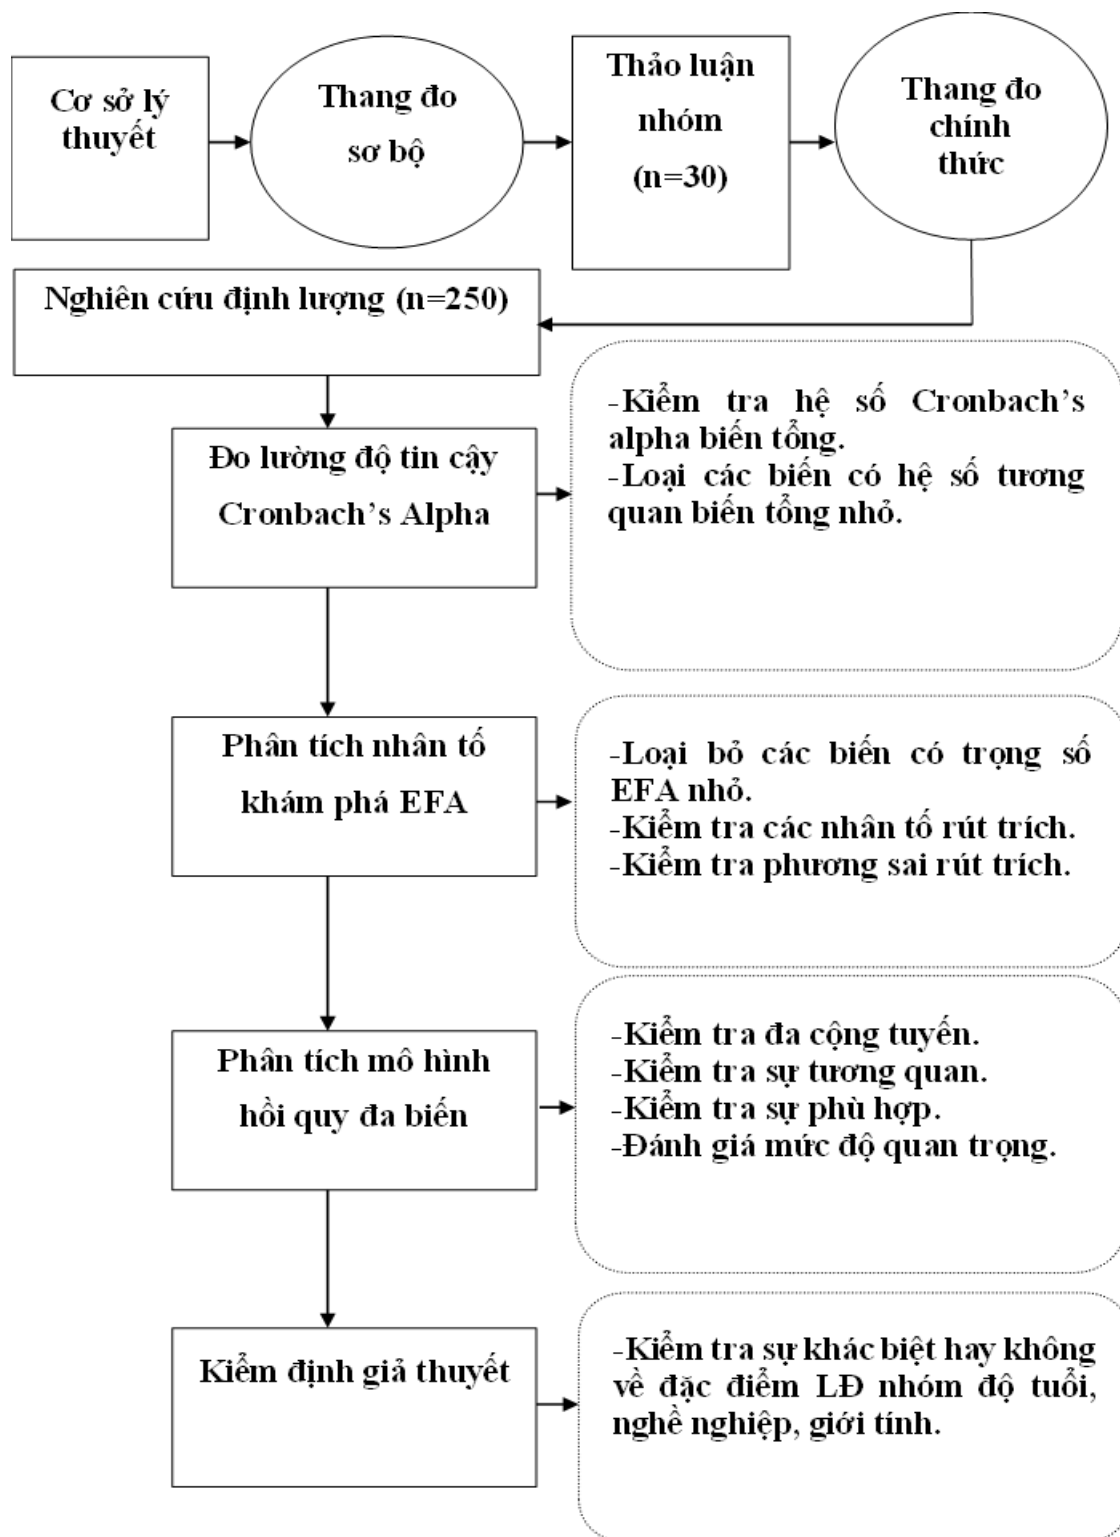 Cơ sở lý
thuyết
Thang đo
sơ bộ
Thảo luận
nhóm
(n=30)
Thang đo
chính
thức
Nghiên cứu định lượng (n=250)
Đo lường độ tin cậy
Cronbach's Alpha
-Kiểm tra hệ số Cronbach's
alpha biến tổng.
-Loại các biến có hệ số tương
quan biến tổng nhỏ.
Phân tích nhân tố
khám phá EFA
-Loại bỏ các biến có trọng số
EFA nhỏ.
-Kiểm tra các nhân tố rút trích.
-Kiểm tra phương sai rút trích.
Phân tích mô hình
hồi quy đa biến
-Kiểm tra đa cộng tuyến.
-Kiểm tra sự tương quan.
-Kiểm tra sự phù hợp.
-Đánh giá mức độ quan trọng.
Kiểm định giả thuyết
-Kiểm tra sự khác biệt hay không
về đặc điểm LĐ nhóm độ tuổi,
nghề nghiệp, giới tính.